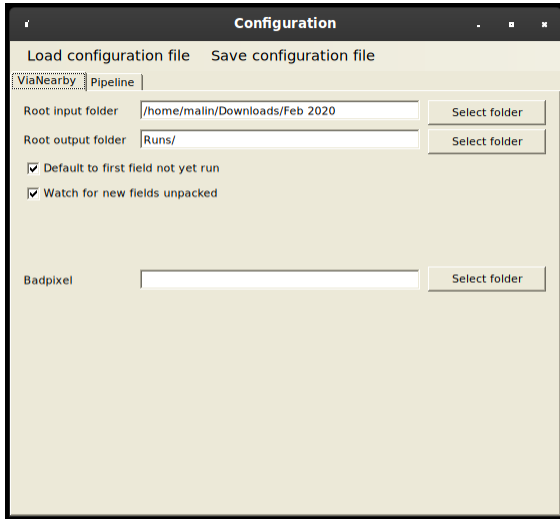 Configuration
Load configuration file Save configuration file
ViaNearby Pipeline
Root input folder /home/malin/Downloads/Feb 2020 Select folder
Root output folder Runs/ Select folder
Default to first field not yet run
Watch for new fields unpacked
Badpixel Select folder